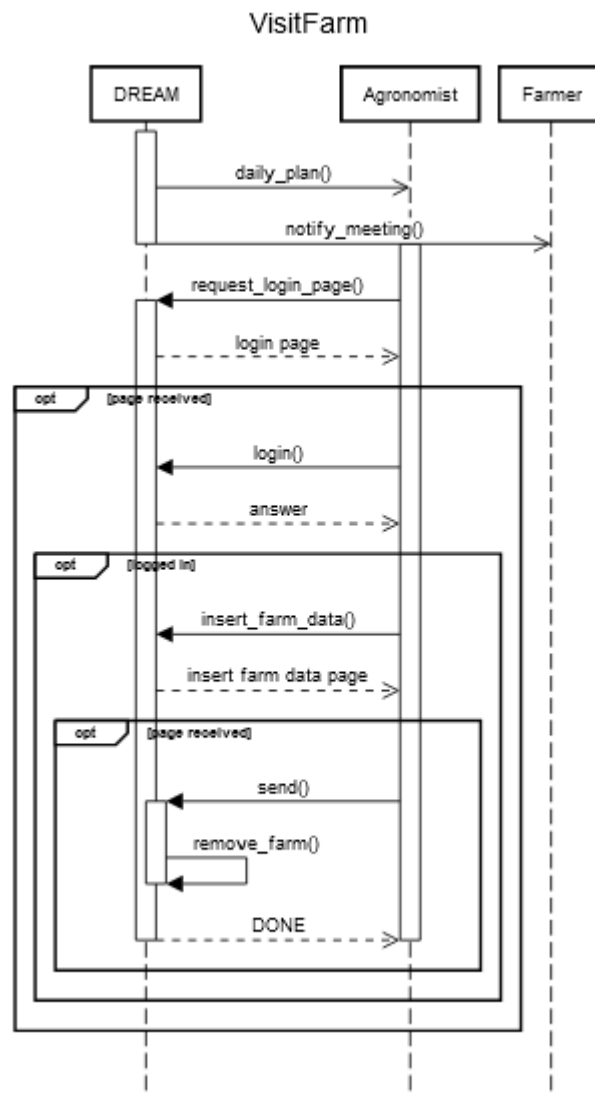 VisitFarm
DREAM
Agronomist
Farmer
daily_plan()
notify_meeting()
request_login_page()
login page
opt [page received]
login()
answer
opt [logged in]
insert_farm_data()
insert farm data page
opt [page received]
send()
remove_farm()
DONE